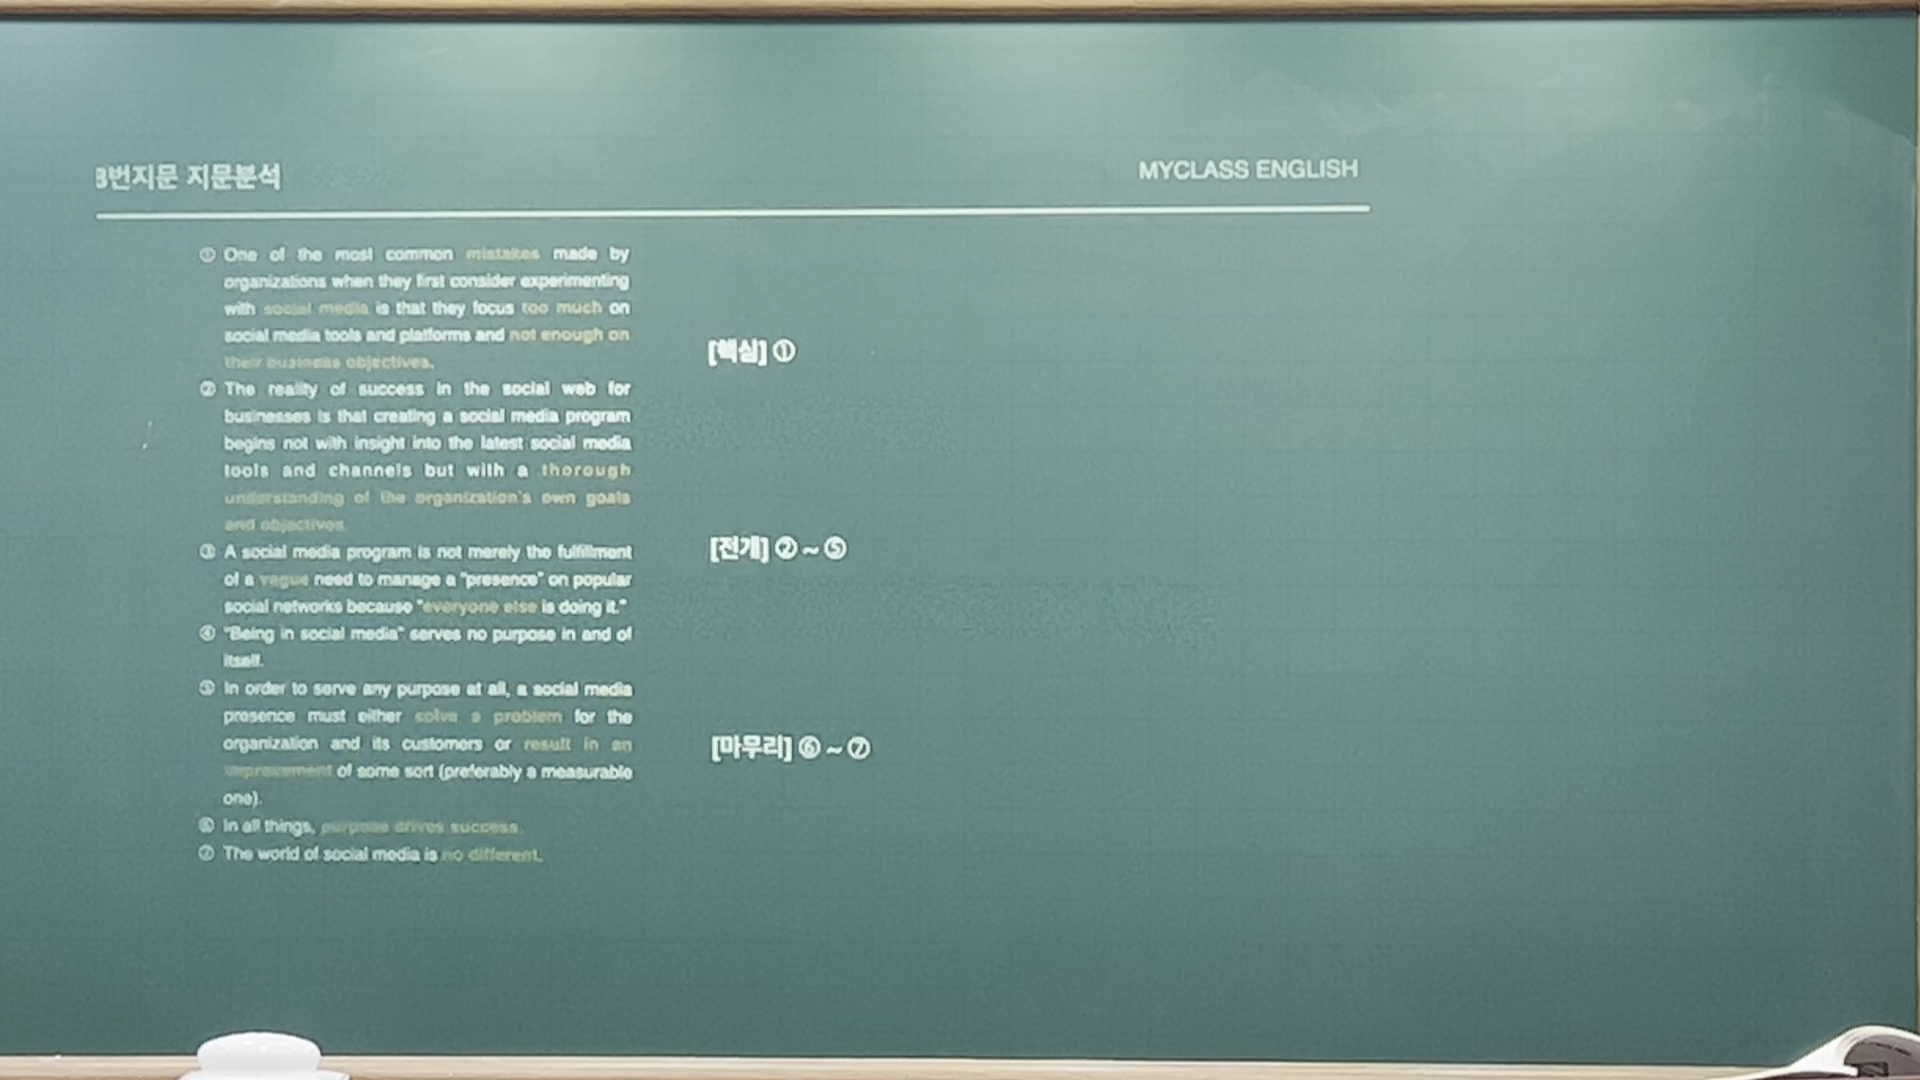 3번지문 지문분석
MYCLASS ENGLISH
① One of the most common mistakes made by
organizations when they first consider experimenting
with social media is that they focus too much on
social media tools and platforms and not enough on
their business objectives.
② The reality of success in the social web for
businesses is that creating a social media program
begins not with insight into the latest social media
tools and channels but with a thorough
understanding of the organization's own goals
and objectives.
③ A social media program is not merely the fulfillment
of a vague need to manage a "presence" on popular
social networks because "everyone else is doing it."
④ "Being in social media" serves no purpose in and of
itself.
⑤ In order to serve any purpose at all, a social media
presence must either solve a problem for the
organization and its customers or result in an
improvement of some sort (preferably a measurable
one).
⑥ In all things, purpose drives success.
⑦ The world of social media is no different.
[핵심] ①
[전개] ② ~ ⑤
[마무리] ⑥ ~ ⑦